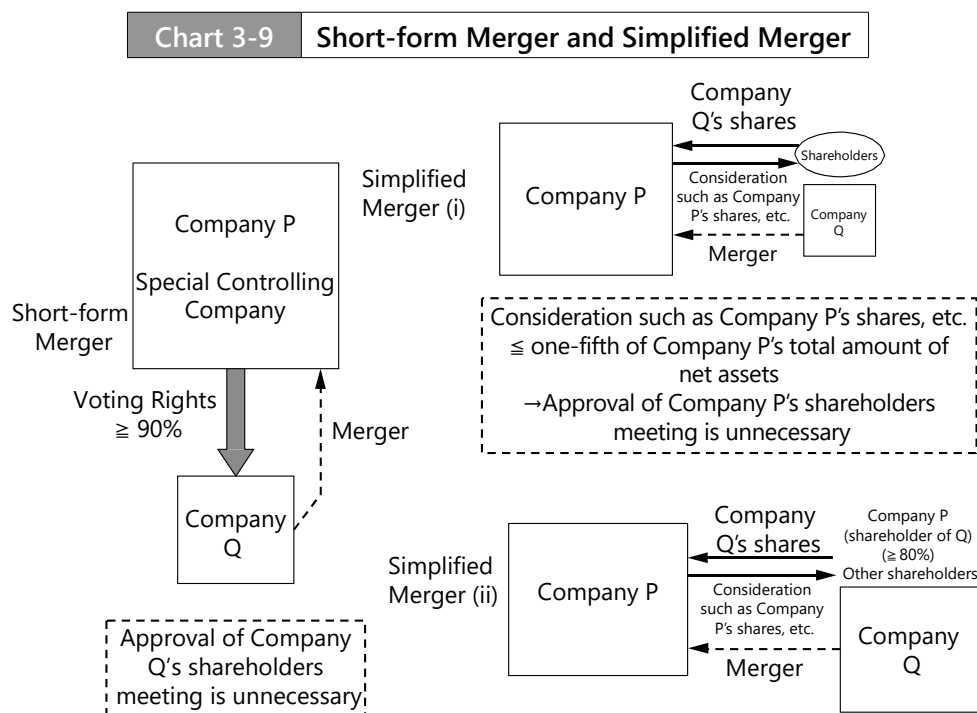 Chart 3-9 Short-form Merger and Simplified Merger
Short-form
Merger
Company P
Special Controlling
Company
Voting Rights
≧ 90%
Merger
Company
Q
Approval of Company
Q's shareholders
meeting is unnecessary
Simplified
Merger (i)
Company P
Company
Q's shares
Shareholders
Consideration
such as Company
P's shares, etc.
Company
Q
Merger
Consideration such as Company P's shares, etc.
≦ one-fifth of Company P's total amount of
net assets
→Approval of Company P's shareholders
meeting is unnecessary
Simplified
Merger (ii)
Company P
Company
Q's shares
Company P
(shareholder of Q)
(≧80%)
Other shareholders
Consideration
such as Company
P's shares, etc.
Merger
Company
Q